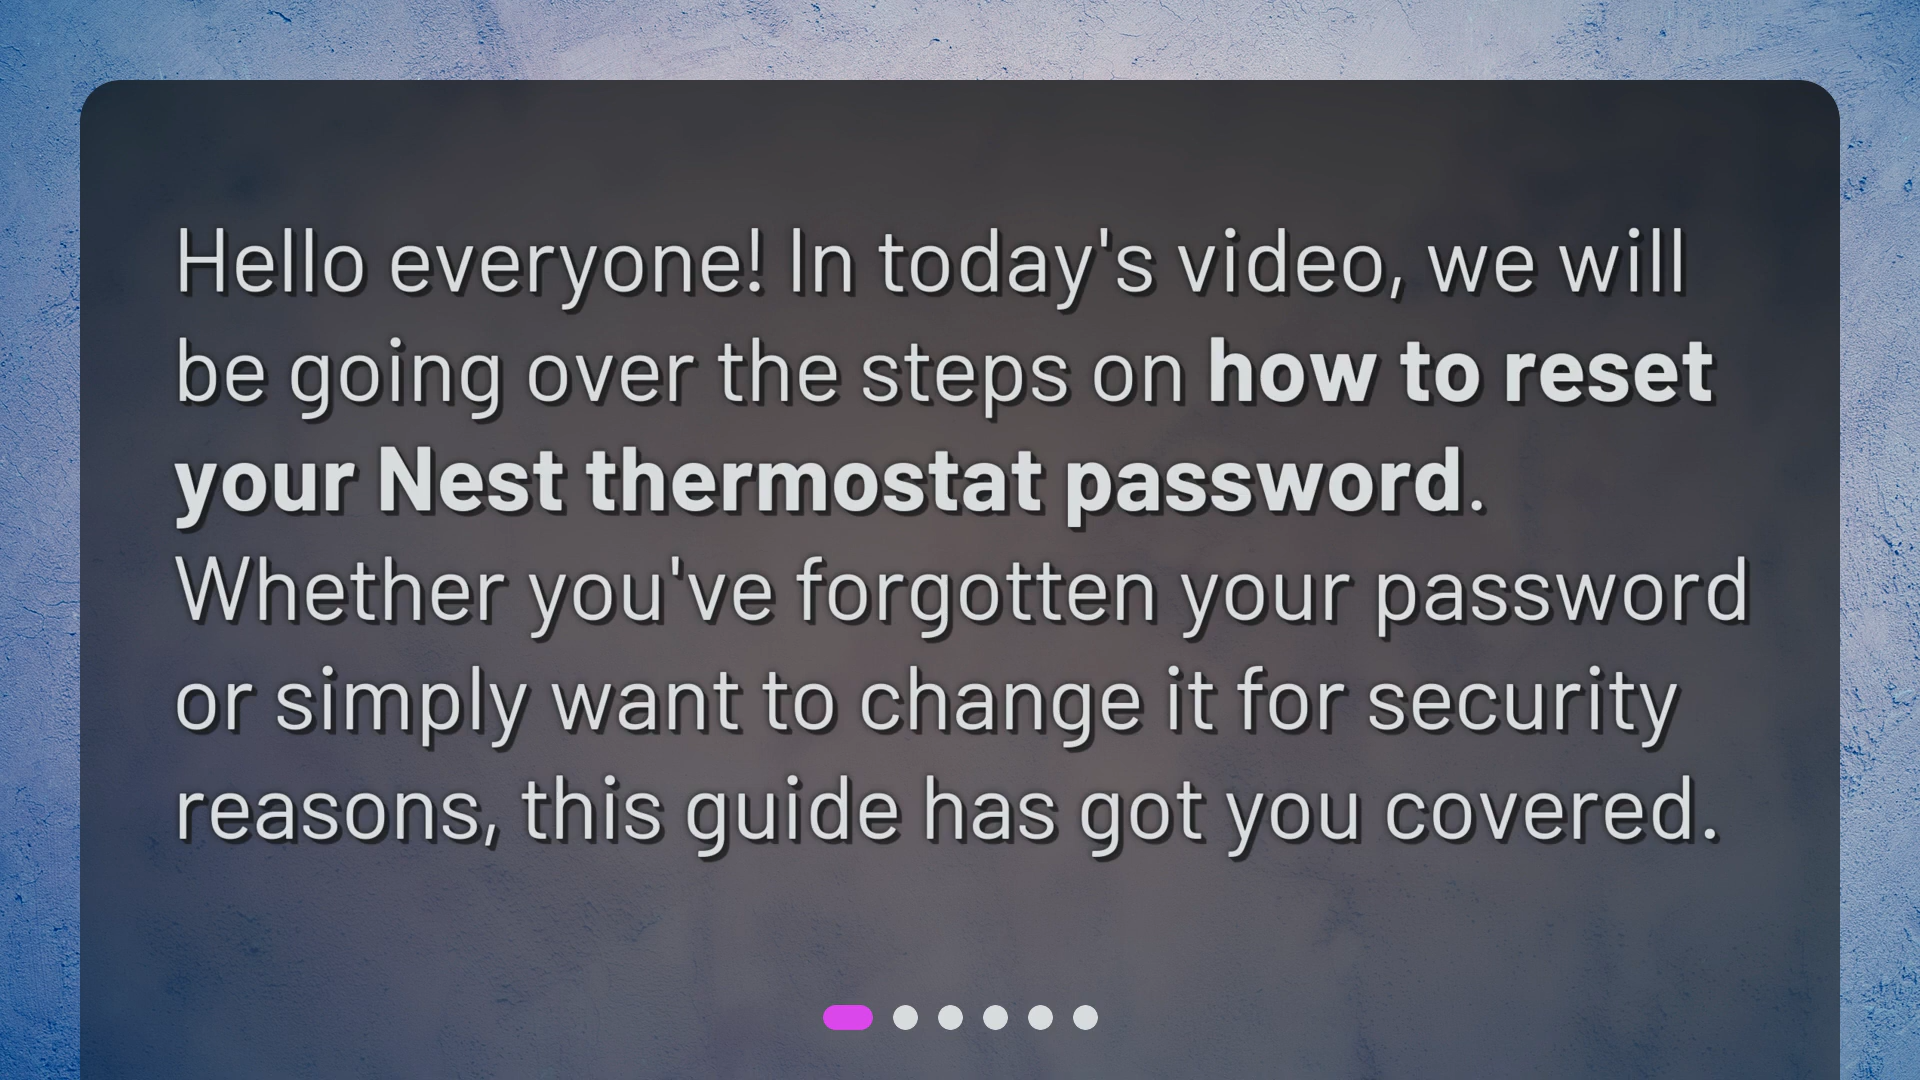 Hello everyone! In today's video, we will
be going over the steps on how to reset
your Nest thermostat password.
Whether you've forgotten your password
or simply want to change it for security
reasons, this guide has got you covered.